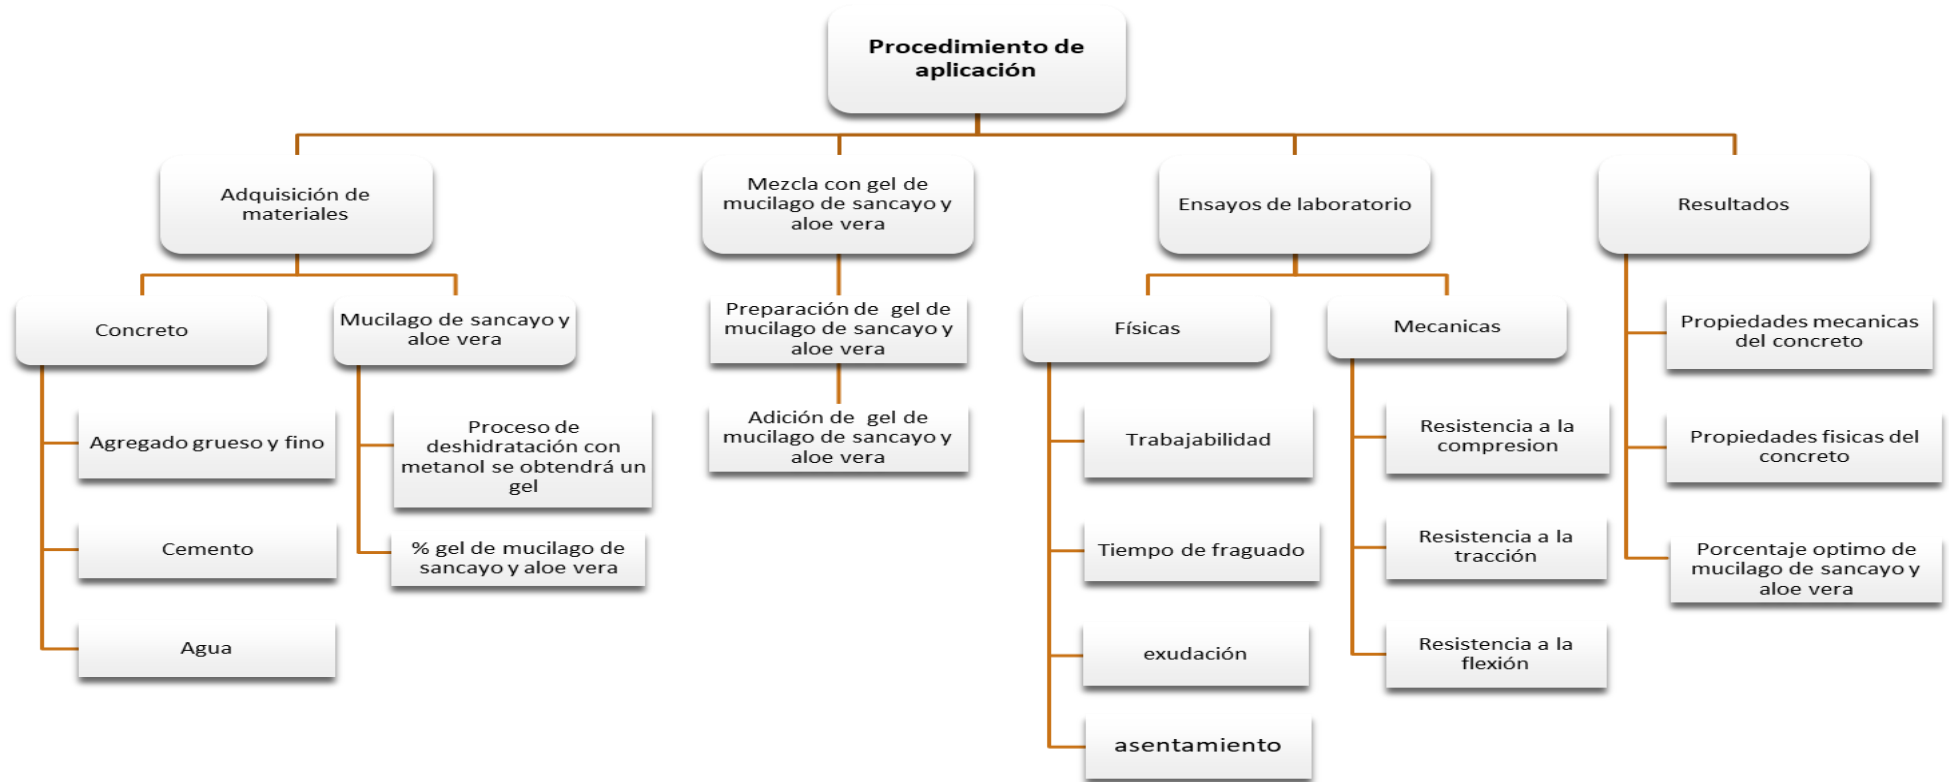 Procedimiento de
aplicación
Adquisición de
materiales
Mezcla con gel de
mucilago de sancayo y
aloe vera
Ensayos de laboratorio
Resultados
Concreto
Mucilago de sancayo y
aloe vera
Preparación de gel de
mucilago de sancayo y
aloe vera
Físicas
Mecanicas
Propiedades mecanicas
del concreto
Agregado grueso y fino
Proceso de
deshidratación con
metanol se obtendrá un
gel
Adición de gel de
mucilago de sancayo y
aloe vera
Trabajabilidad
Resistencia a la
compresion
Propiedades fisicas del
concreto
Cemento
% gel de mucilago de
sancayo y aloe vera
Tiempo de fraguado
Resistencia a la
tracción
Porcentaje optimo de
mucilago de sancayo y
aloe vera
Agua
exudación
Resistencia a la
flexión
asentamiento